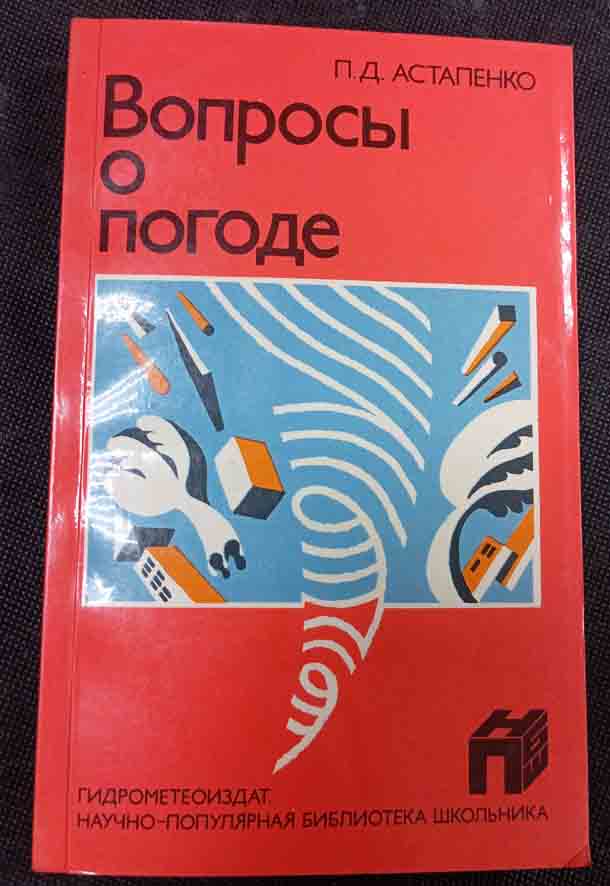 П.Д. АСТАПЕНКО
Вопросы
о
погоде
ГИДРОМЕТЕОИЗДАТ.
НАУЧНО-ПОПУЛЯРНАЯ БИБЛИОТЕКА ШКОЛЬНИКА